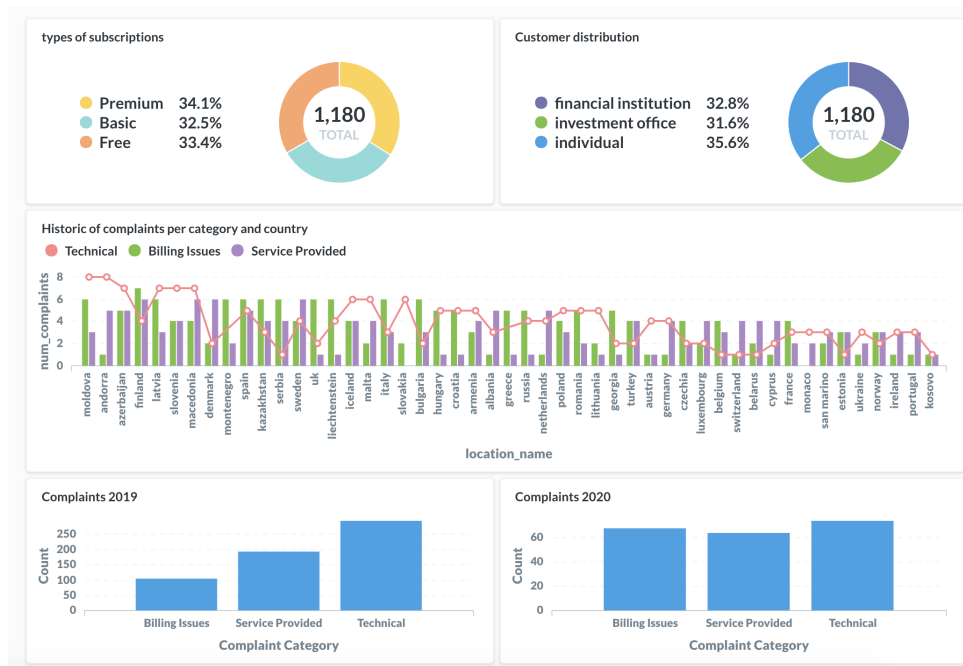 types of subscriptions
Premium 34.1%
Basic 32.5%
Free 33.4%
1,180
TOTAL
Customer distribution
financial institution 32.8%
investment office 31.6%
individual 35.6%
1,180
TOTAL
Historic of complaints per category and country
Technical Billing Issues Service Provided
num_complaints
8
6
4
2
0
moldova
andorra
azerbaijan
finland
latvia
slovenia
macedonia
denmark
montenegro
spain
kazakhstan
serbia
sweden
uk
liechtenstein
iceland
malta
italy
slovakia
bulgaria
hungary
croatia
armenia
albania
greece
russia
netherlands
poland
romania
lithuania
georgia
turkey
austria
germany
czechia
luxembourg
belgium
switzerland
belarus
cyprus
france
monaco
san marino
estonia
ukraine
norway
ireland
portugal
kosovo
location_name
Complaints 2019
Count
250
200
150
100
50
0
Billing Issues Service Provided Technical
Complaint Category
Complaints 2020
Count
60
40
20
0
Billing Issues Service Provided Technical
Complaint Category